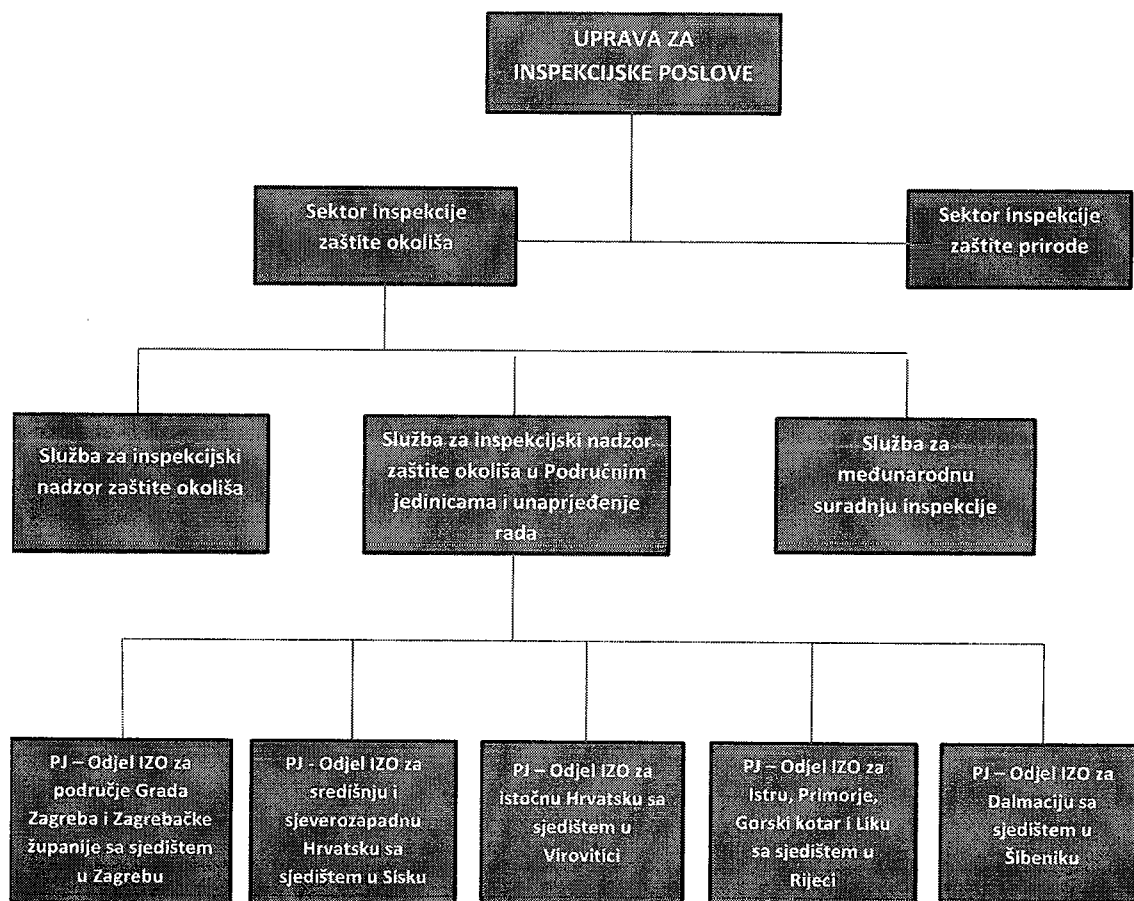 UPRAVA ZA
INSPEKCIJSKE POSLOVE
Sektor inspekcije
zaštite okoliša
Sektor inspekcije
zaštite prirode
Služba za inspekcijski
nadzor zaštite okoliša
Služba za inspekcijski nadzor
zaštite okoliša u Područnim
jedinicama i unaprjeđenje
rada
Služba za
međunarodnu
suradnju inspekcije
PJ – Odjel IZO za
područje Grada
Zagreba i Zagrebačke
županije sa sjedištem
u Zagrebu
PJ - Odjel IZO za
središnju i
sjeverozapadnu
Hrvatsku sa
sjedištem u Sisku
PJ – Odjel IZO za
istočnu Hrvatsku sa
sjedištem u
Virovitici
PJ – Odjel IZO za
Istru, Primorje,
Gorski kotar i Liku
sa sjedištem u
Rijeci
PJ – Odjel IZO za
Dalmaciju sa
sjedištem u
Šibeniku